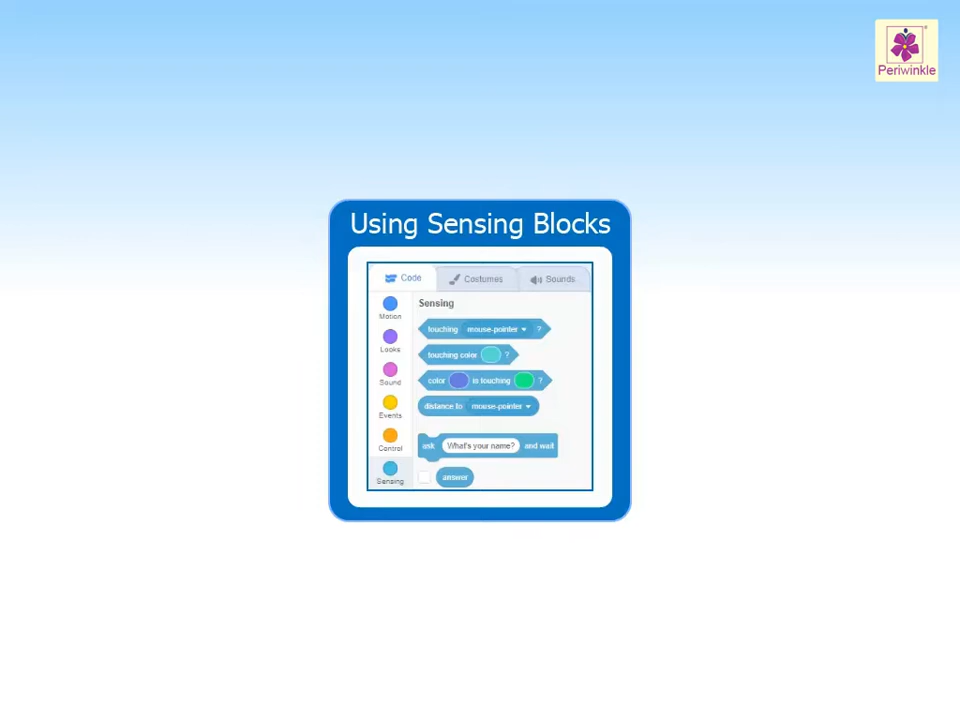 Periwinkle
Using Sensing Blocks
Code Costumes Sounds
Motion
Looks
Sound
Events
Control
Sensing
Sensing
touching mouse-pointer ?
touching color ?
color is touching ?
distance to mouse-pointer
ask What's your name? and wait
answer